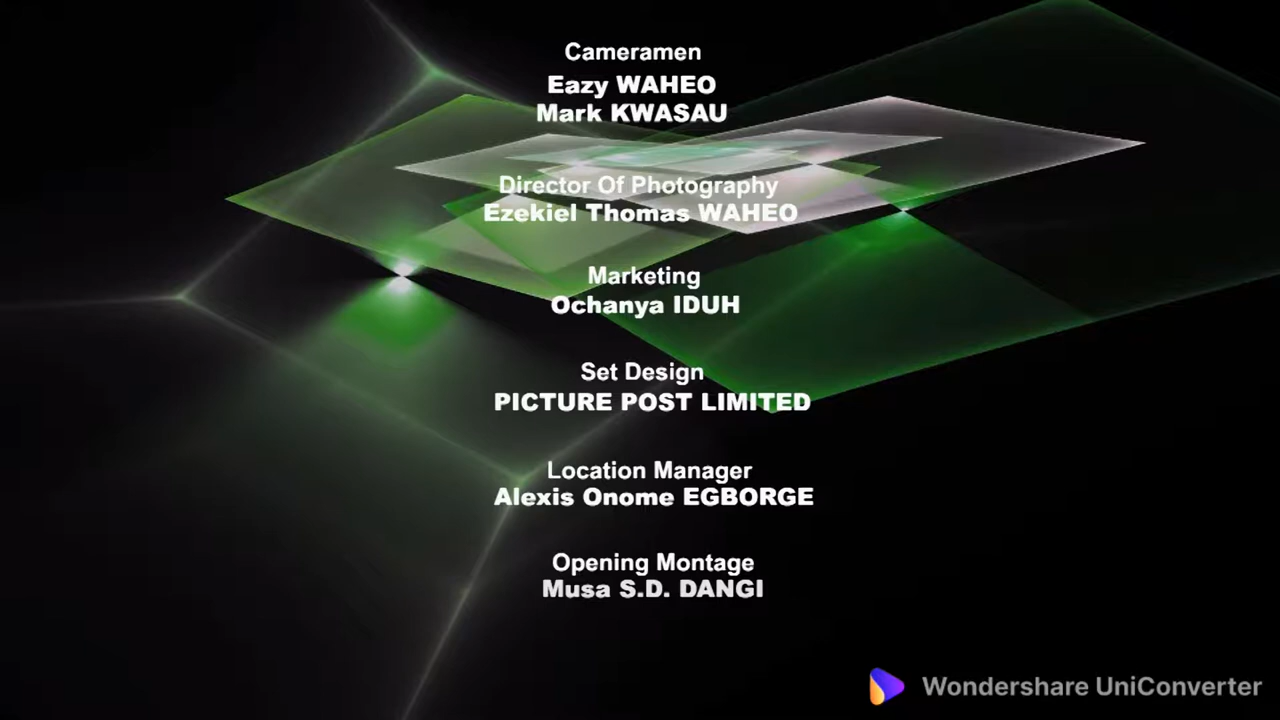 Cameramen
Eazy WAHEO
Mark KWASAU
Director Of Photography
Ezekiel Thomas WAHEO
Marketing
Ochanya IDUH
Set Design
PICTURE POST LIMITED
Location Manager
Alexis Onome EGBORGE
Opening Montage
Musa S.D. DANGI
Wondershare UniConverter